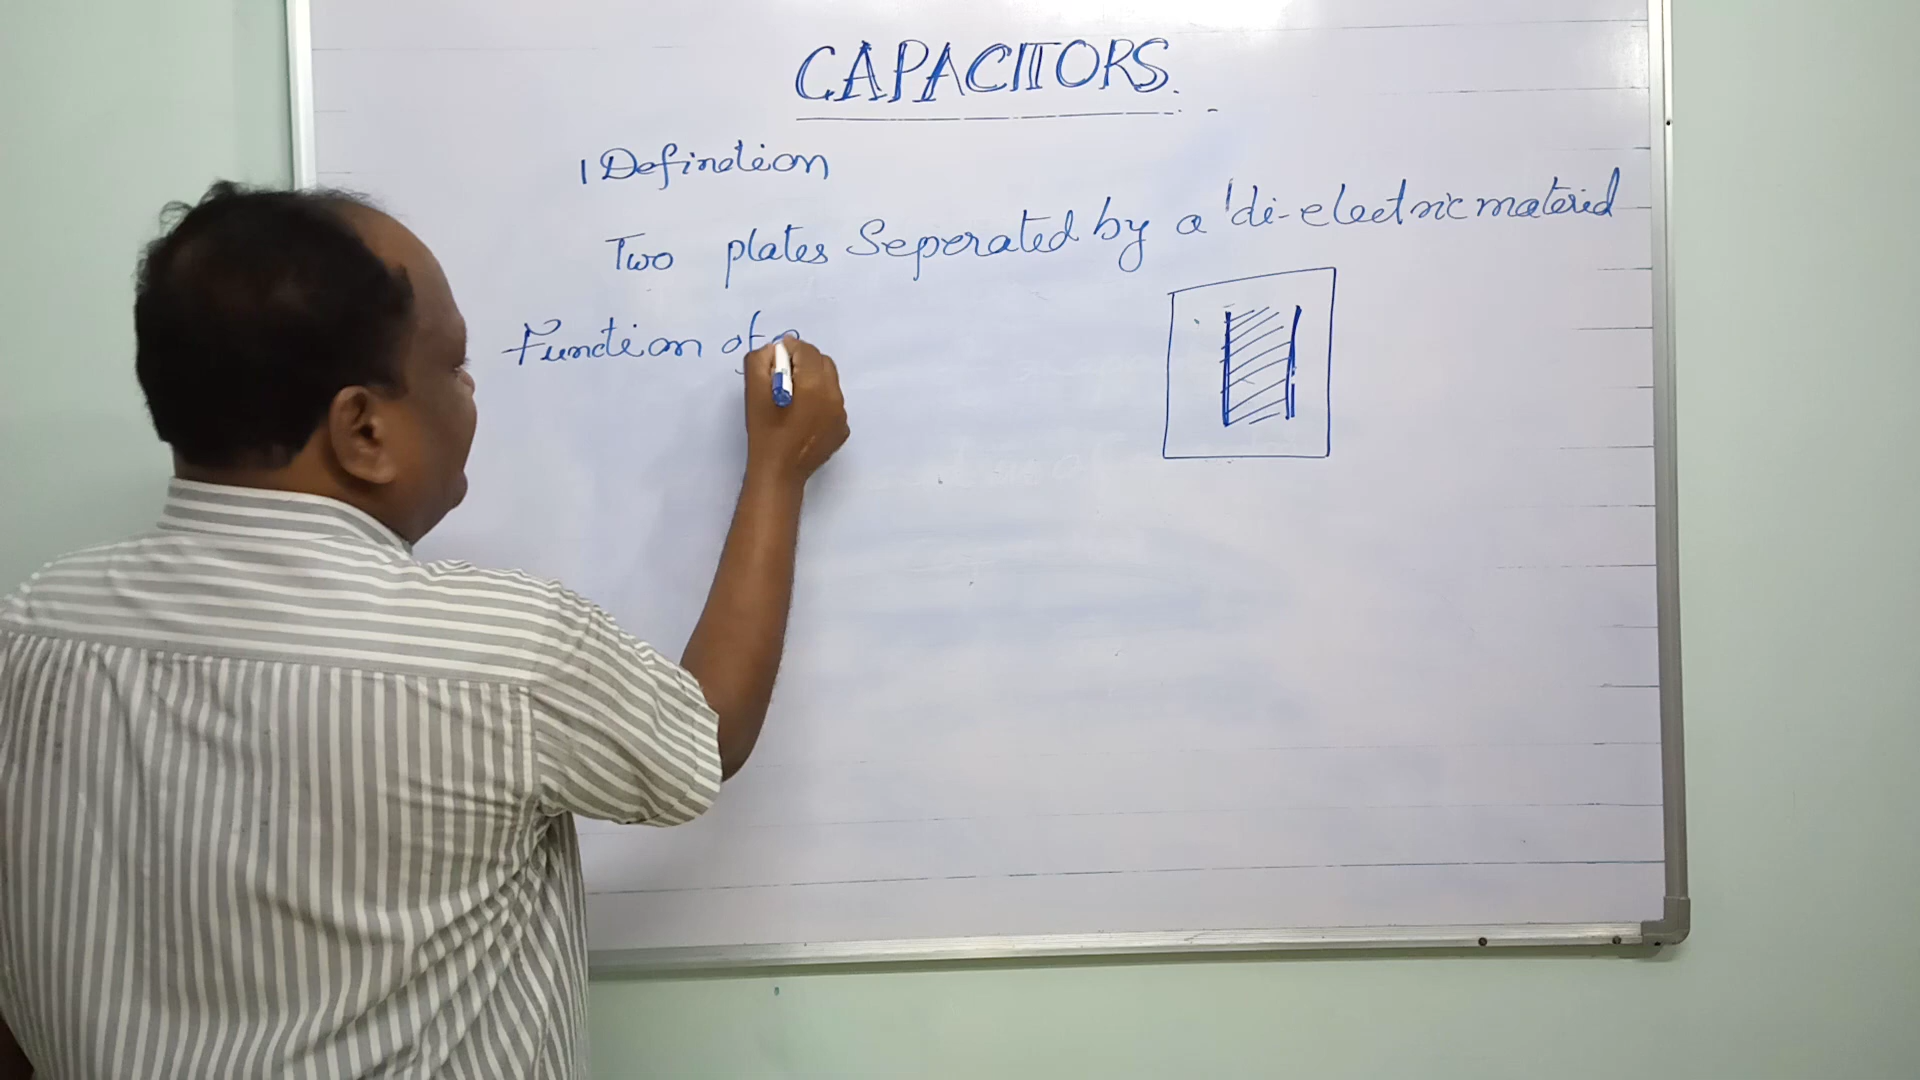 CAPACITORS.
1 Definition
Two plates Seperated by a di-electric material
Function of